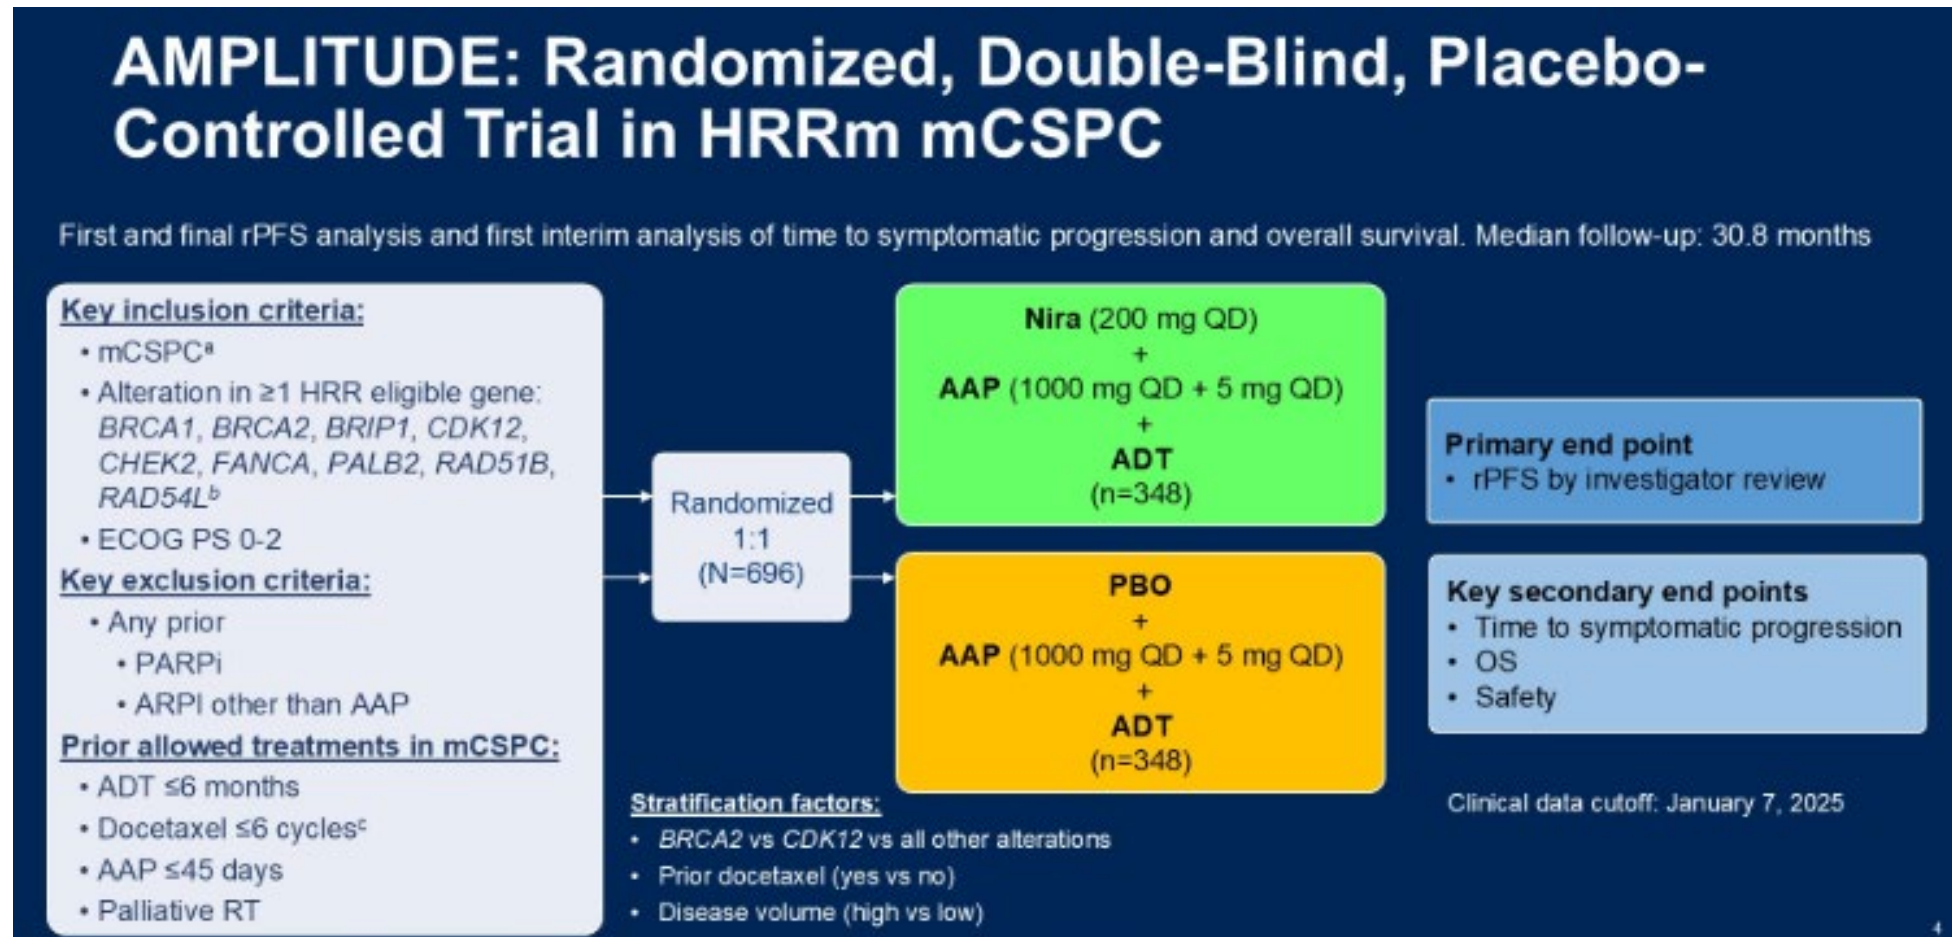 AMPLITUDE: Randomized, Double-Blind, Placebo-
Controlled Trial in HRRm mCSPC
First and final rPFS analysis and first interim analysis of time to symptomatic progression and overall survival. Median follow-up: 30.8 months
Key inclusion criteria:
• mCSPCᵃ
• Alteration in ≥1 HRR eligible gene:
BRCA1, BRCA2, BRIP1, CDK12,
CHEK2, FANCA, PALB2, RAD51B,
RAD54Lᵇ
• ECOG PS 0-2
Key exclusion criteria:
• Any prior
• PARPi
• ARPI other than AAP
Prior allowed treatments in mCSPC:
• ADT ≤6 months
• Docetaxel ≤6 cyclesᶜ
• AAP ≤45 days
• Palliative RT
Randomized
1:1
(N=696)
Nira (200 mg QD)
+
AAP (1000 mg QD + 5 mg QD)
+
ADT
(n=348)
PBO
+
AAP (1000 mg QD + 5 mg QD)
+
ADT
(n=348)
Stratification factors:
• BRCA2 vs CDK12 vs all other alterations
• Prior docetaxel (yes vs no)
• Disease volume (high vs low)
Primary end point
• rPFS by investigator review
Key secondary end points
• Time to symptomatic progression
• OS
• Safety
Clinical data cutoff: January 7, 2025
4